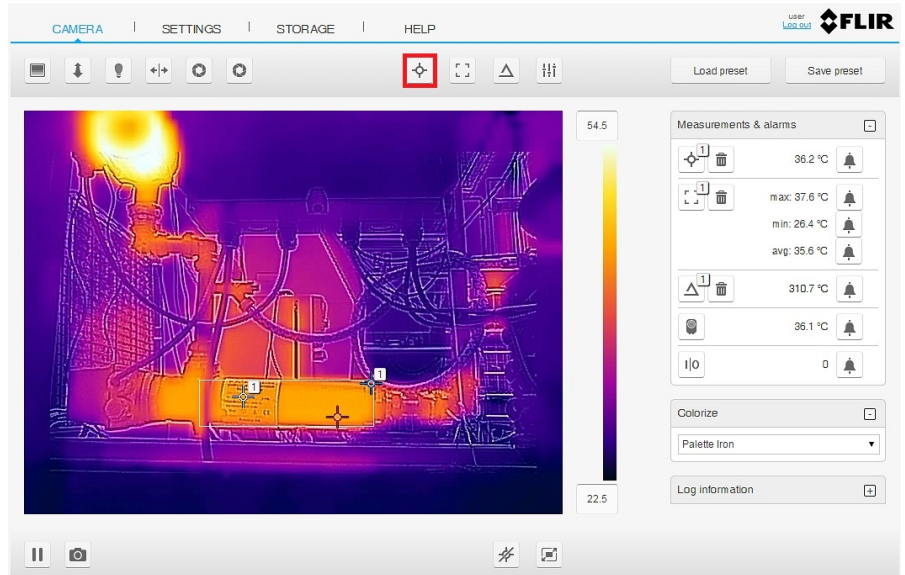 CAMERA | SETTINGS | STORAGE | HELP
user
Log out
FLIR
Load preset
Save preset
54.5
22.5
Measurements & alarms
1
36.2 °C
1
max: 37.6 °C
min: 26.4 °C
avg: 35.6 °C
1
310.7 °C
36.1 °C
I|O
0
Colorize
Palette Iron
Log information
1
1